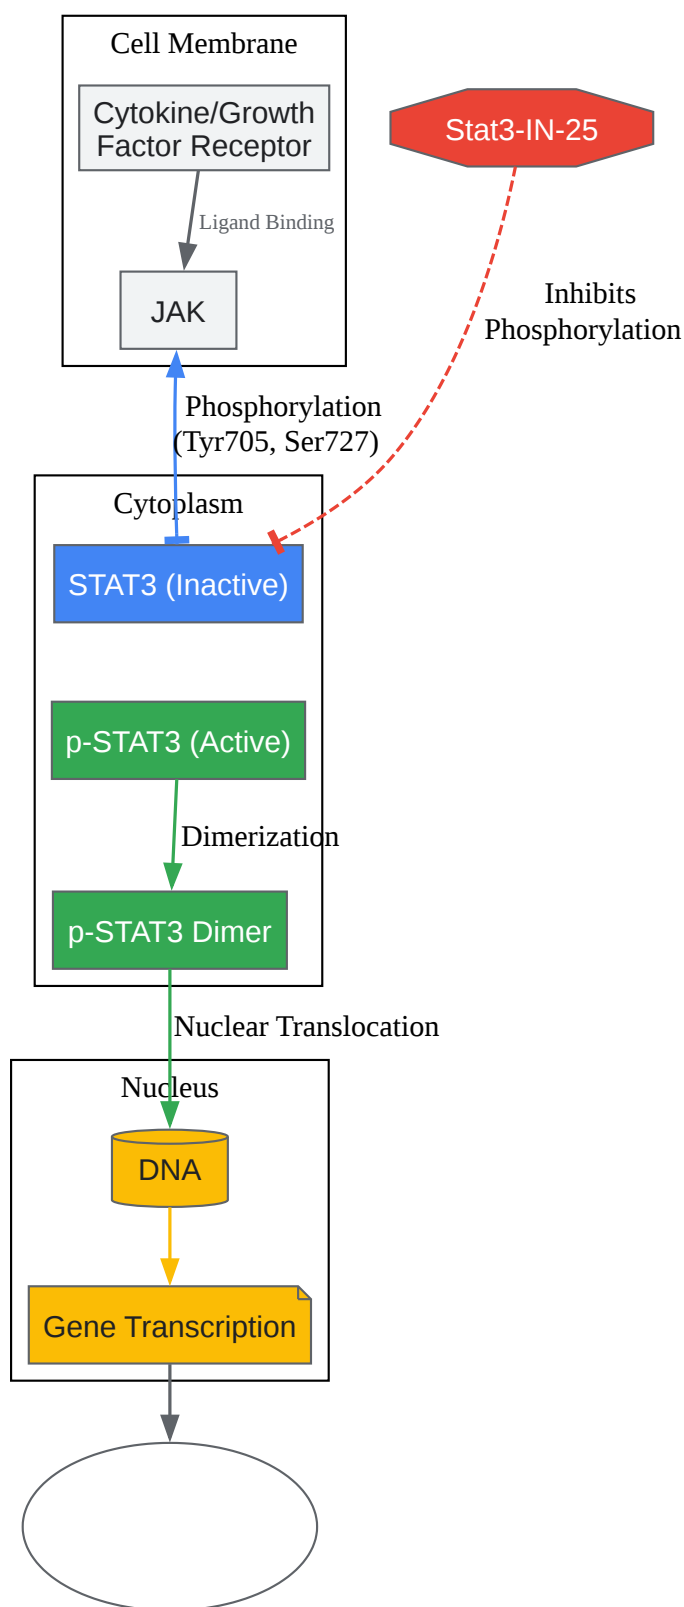 Cell Membrane
Cytokine/Growth
Factor Receptor
Stat3-IN-25
Ligand Binding
JAK
Inhibits
Phosphorylation
Phosphorylation
(Tyr705, Ser727)
Cytoplasm
STAT3 (Inactive)
p-STAT3 (Active)
Dimerization
p-STAT3 Dimer
Nuclear Translocation
Nucleus
DNA
Gene Transcription